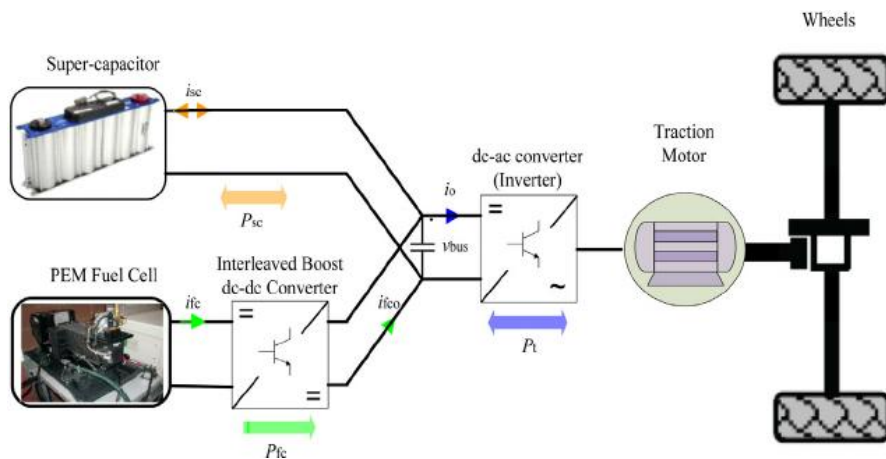 Wheels
Super-capacitor
isc
Traction
Motor
dc-ac converter
(Inverter)
io
Psc
vbus
PEM Fuel Cell
Interleaved Boost
dc-dc Converter
ifc
ifco
=
=
=
~
Pt
Pfc